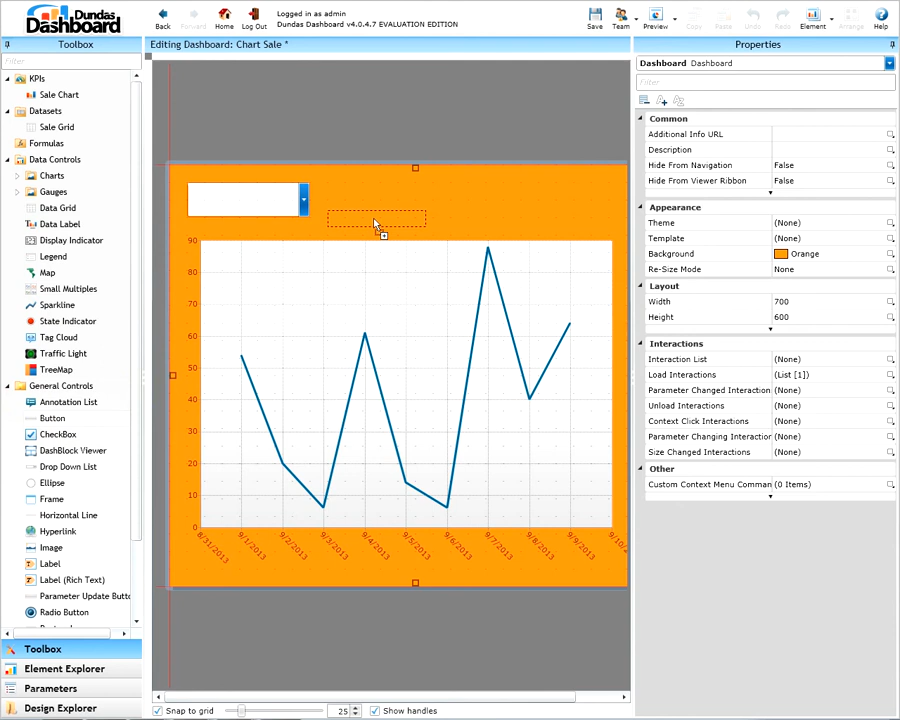 Dundas Dashboard
Back
Forward
Home
Log Out
Logged in as admin
Dundas Dashboard v4.0.4.7 EVALUATION EDITION
Save
Team
Preview
Copy
Paste
Undo
Redo
Element
Arrange
Help
Toolbox
Editing Dashboard: Chart Sale *
Properties
Filter
KPIs
Sale Chart
Datasets
Sale Grid
Formulas
Data Controls
Charts
Gauges
Data Grid
Data Label
Display Indicator
Legend
Map
Small Multiples
Sparkline
State Indicator
Tag Cloud
Traffic Light
TreeMap
General Controls
Annotation List
Button
CheckBox
DashBlock Viewer
Drop Down List
Ellipse
Frame
Horizontal Line
Hyperlink
Image
Label
Label (Rich Text)
Parameter Update Butto
Radio Button
Toolbox
Element Explorer
Parameters
Design Explorer
90
80
70
60
50
40
30
20
10
0
8/31/2013
9/1/2013
9/2/2013
9/3/2013
9/4/2013
9/5/2013
9/6/2013
9/7/2013
9/8/2013
9/9/2013
9/10/2
Snap to grid
25
Show handles
Dashboard Dashboard
Filter
Common
Additional Info URL
Description
Hide From Navigation False
Hide From Viewer Ribbon False
Appearance
Theme (None)
Template (None)
Background Orange
Re-Size Mode None
Layout
Width 700
Height 600
Interactions
Interaction List (None)
Load Interactions (List [1])
Parameter Changed Interaction (None)
Unload Interactions (None)
Context Click Interactions (None)
Parameter Changing Interaction (None)
Size Changed Interactions (None)
Other
Custom Context Menu Comman (0 Items)